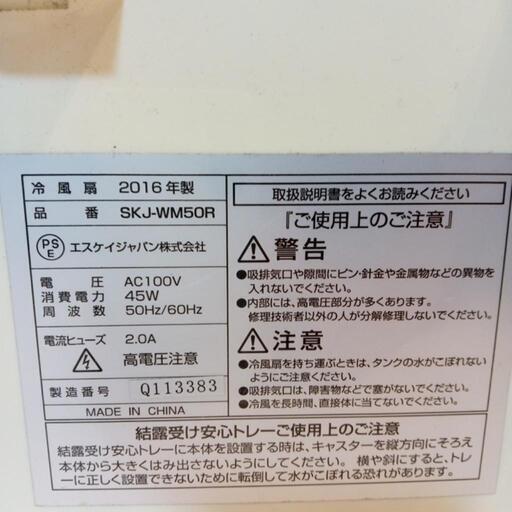 冷風扇 2016年製
品番 SKJ-WM50R
PS E エスケイジャパン株式会社
電圧 AC100V
消費電力 45W
周波数 50Hz/60Hz
電流ヒューズ 2.0A
高電圧注意
製造番号 Q113383
MADE IN CHINA
取扱説明書をよくお読みください
『ご使用上のご注意』
警告
●吸排気口や隙間にピン・針金や金属物などの異物を
入れないでください。
●内部には、高電圧部分が多くあります。
修理技術者以外の人が分解修理しないでください。
注意
●冷風扇を持ち運ぶときは、タンクの水がこぼれない
ようにご注意ください。
●吸排気口は、障害物などで塞がないでください。
●冷風を長時間、直接体に当てないでください。
結露受け安心トレーご使用上のご注意
結露受け安心トレーに本体を設置する時は、キャスターを縦方向にそろえ
本体から大きくはみ出さないようにしてください。 横や斜にすると、トレ
ーに正しく設置できないために転倒して水がこぼれる恐れがあります。